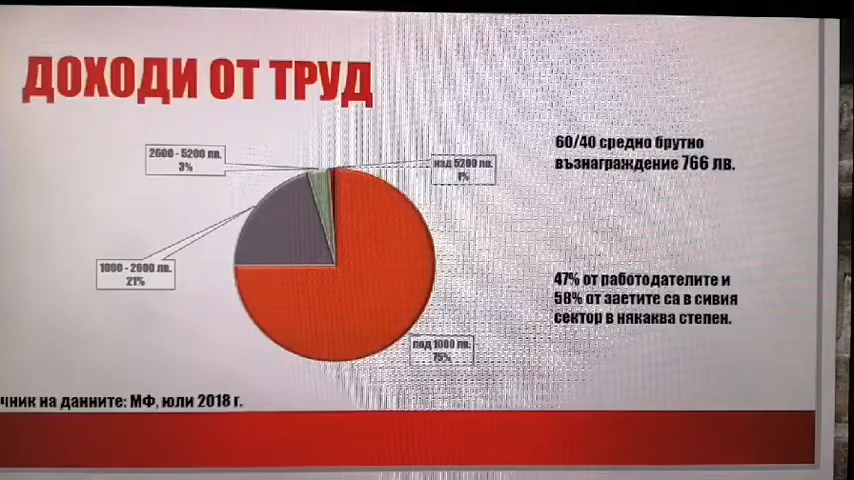 ДОХОДИ ОТ ТРУД
2600 - 5200 лв.
3%
над 5200 лв.
1%
60/40 средно брутно
възнаграждение 766 лв.
1000 - 2600 лв.
21%
47% от работодателите и
58% от заетите са в сивия
сектор в някаква степен.
под 1000 лв.
75%
чник на данните: МФ, юли 2018 г.